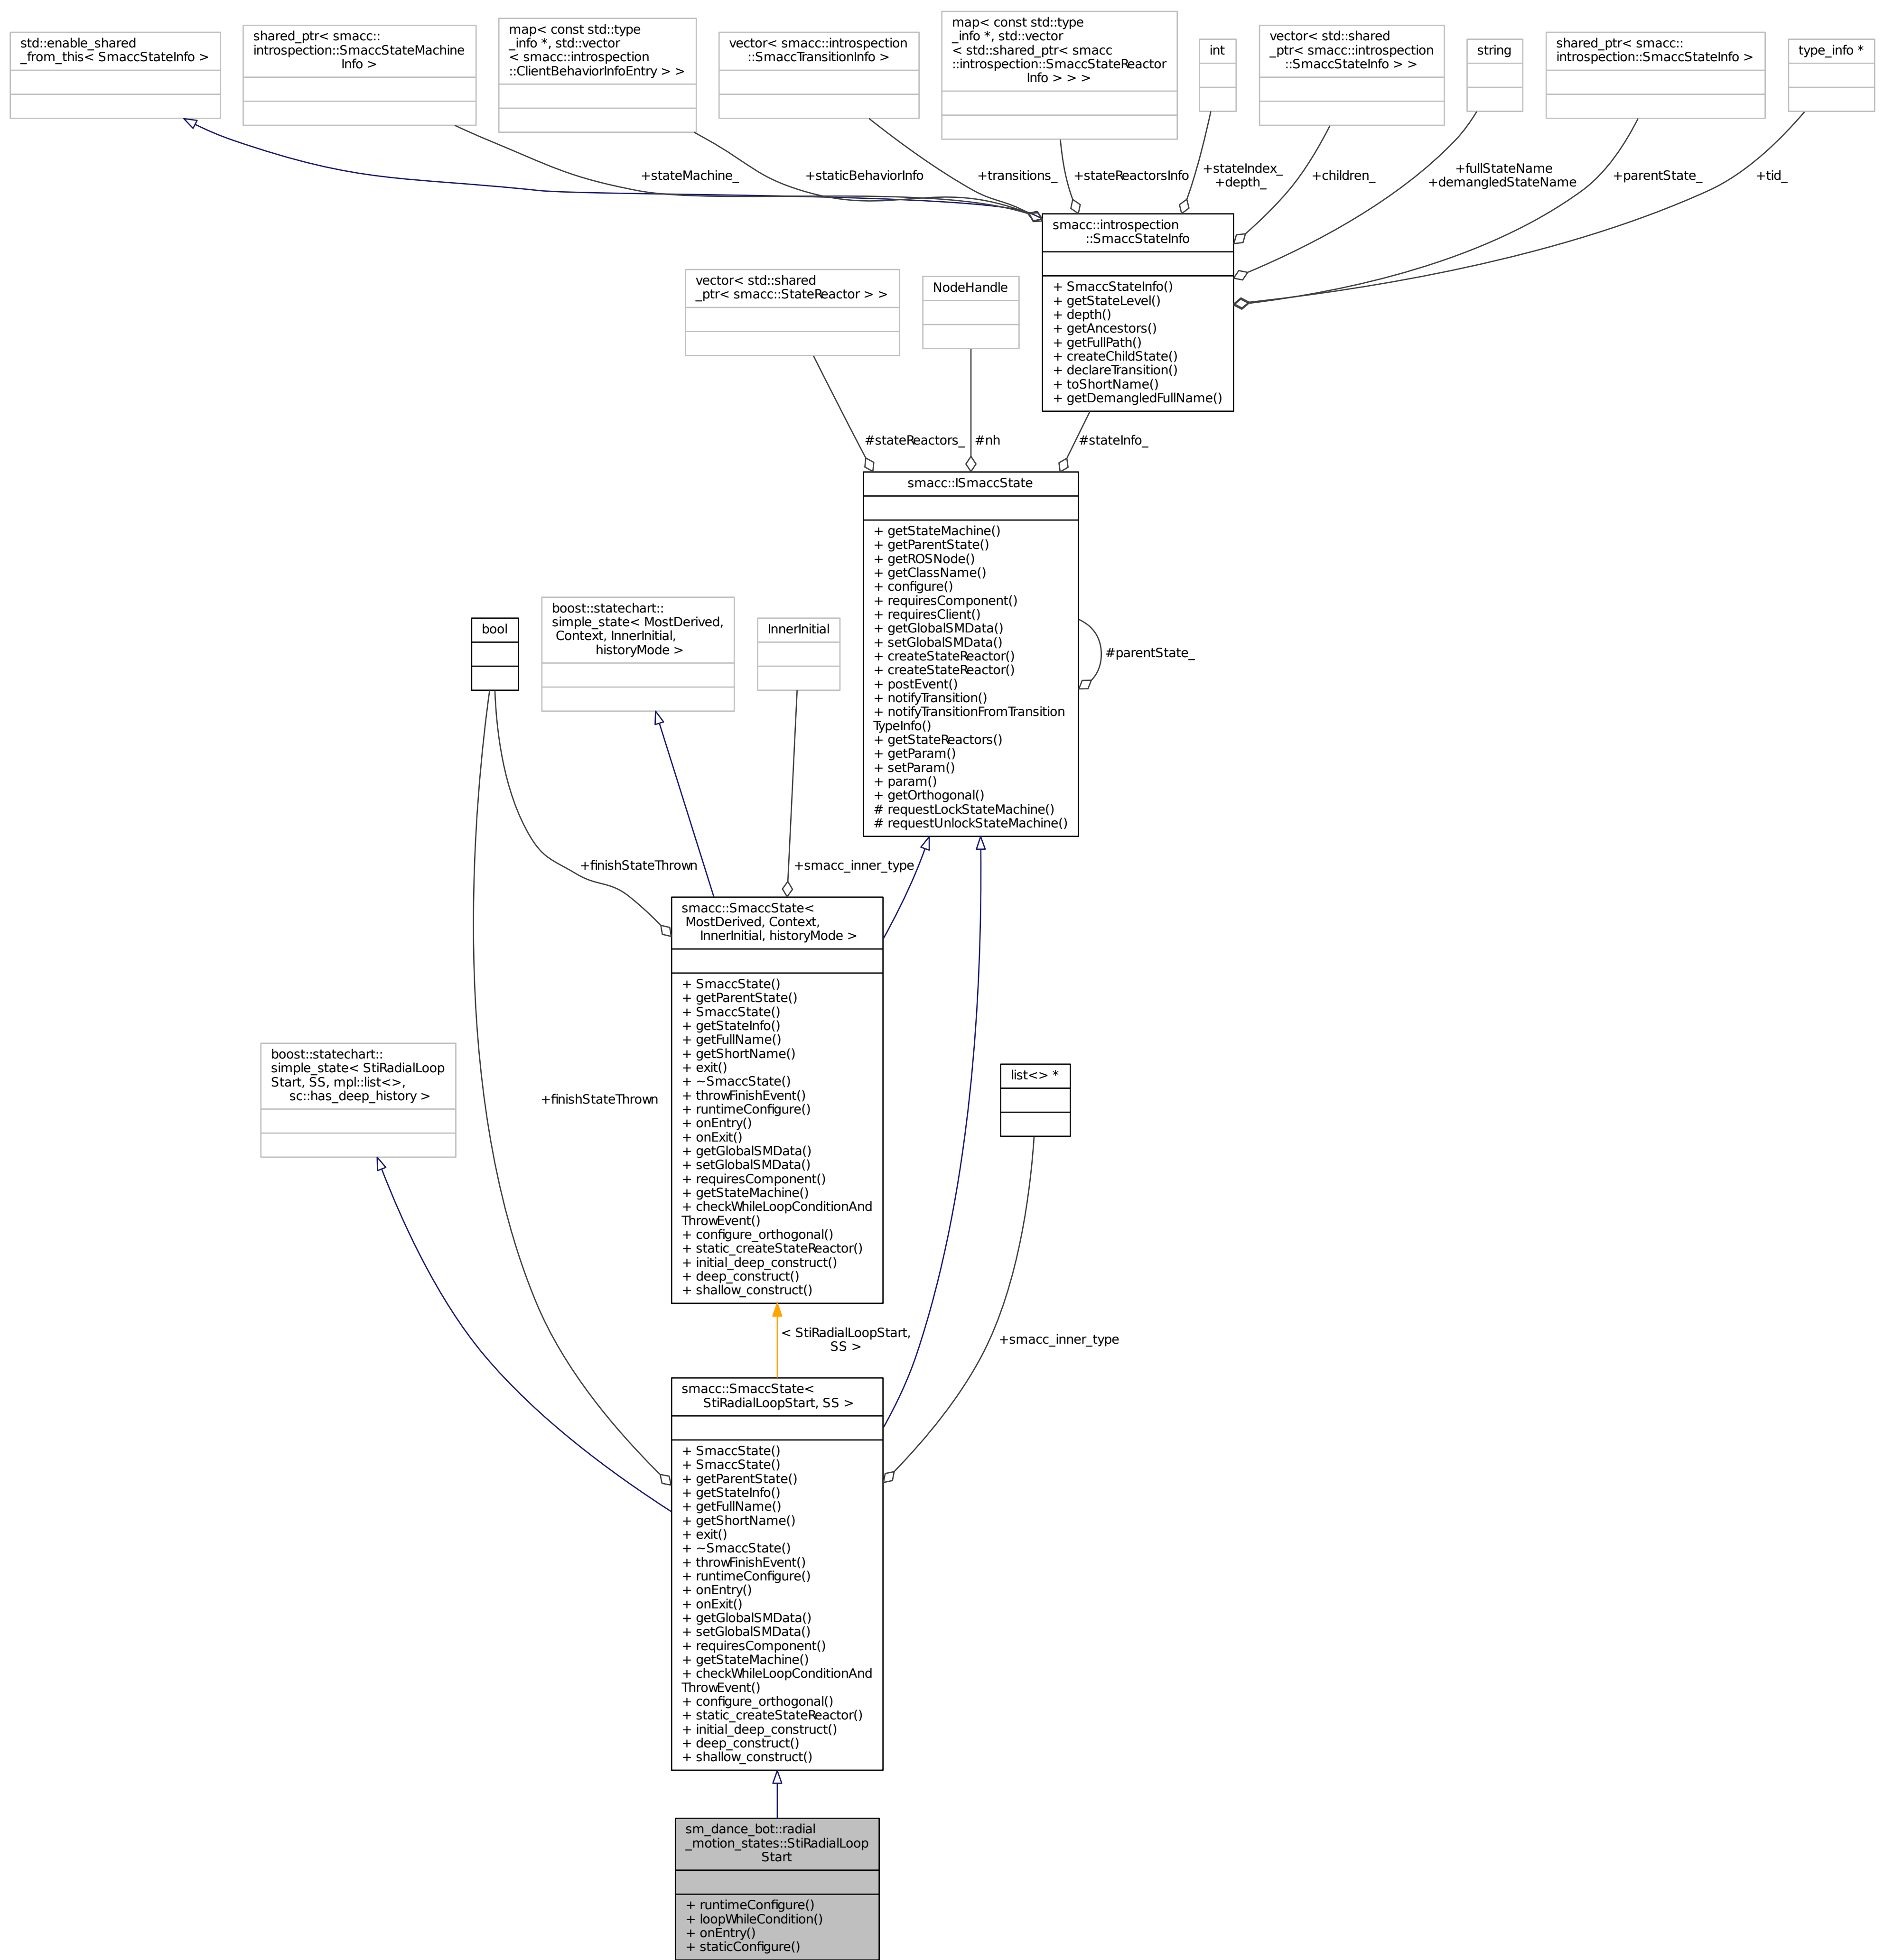 std::enable_shared
_from_this< SmaccStateInfo >
shared_ptr< smacc::
introspection::SmaccStateMachine
Info >
map< const std::type
_info *, std::vector
< smacc::introspection
::ClientBehaviorInfoEntry > >
vector< smacc::introspection
::SmaccTransitionInfo >
map< const std::type
_info *, std::vector
< std::shared_ptr< smacc
::introspection::SmaccStateReactor
Info > > >
int
vector< std::shared
_ptr< smacc::introspection
::SmaccStateInfo > >
string
shared_ptr< smacc::
introspection::SmaccStateInfo >
type_info *
+stateMachine_
+staticBehaviorInfo
+transitions_
+stateReactorsInfo
+stateIndex_
+depth_
+children_
+fullStateName
+demangledStateName
+parentState_
+tid_
smacc::introspection
::SmaccStateInfo
+ SmaccStateInfo()
+ getStateLevel()
+ depth()
+ getAncestors()
+ getFullPath()
+ createChildState()
+ declareTransition()
+ toShortName()
+ getDemangledFullName()
vector< std::shared
_ptr< smacc::StateReactor > >
NodeHandle
#stateReactors_
#nh
#stateInfo_
smacc::ISmaccState
+ getStateMachine()
+ getParentState()
+ getROSNode()
+ getClassName()
+ configure()
+ requiresComponent()
+ requiresClient()
+ getGlobalSMData()
+ setGlobalSMData()
+ createStateReactor()
+ createStateReactor()
+ postEvent()
+ notifyTransition()
+ notifyTransitionFromTransition
TypeInfo()
+ getStateReactors()
+ getParam()
+ setParam()
+ param()
+ getOrthogonal()
# requestLockStateMachine()
# requestUnlockStateMachine()
#parentState_
bool
boost::statechart::
simple_state< MostDerived,
Context, InnerInitial,
historyMode >
InnerInitial
+finishStateThrown
+smacc_inner_type
smacc::SmaccState<
MostDerived, Context,
InnerInitial, historyMode >
+ SmaccState()
+ getParentState()
+ SmaccState()
+ getStateInfo()
+ getFullName()
+ getShortName()
+ exit()
+ ~SmaccState()
+ throwFinishEvent()
+ runtimeConfigure()
+ onEntry()
+ onExit()
+ getGlobalSMData()
+ setGlobalSMData()
+ requiresComponent()
+ getStateMachine()
+ checkWhileLoopConditionAnd
ThrowEvent()
+ configure_orthogonal()
+ static_createStateReactor()
+ initial_deep_construct()
+ deep_construct()
+ shallow_construct()
boost::statechart::
simple_state< StiRadialLoop
Start, SS, mpl::list<>,
sc::has_deep_history >
+finishStateThrown
list<> *
< StiRadialLoopStart,
SS >
+smacc_inner_type
smacc::SmaccState<
StiRadialLoopStart, SS >
+ SmaccState()
+ SmaccState()
+ getParentState()
+ getStateInfo()
+ getFullName()
+ getShortName()
+ exit()
+ ~SmaccState()
+ throwFinishEvent()
+ runtimeConfigure()
+ onEntry()
+ onExit()
+ getGlobalSMData()
+ setGlobalSMData()
+ requiresComponent()
+ getStateMachine()
+ checkWhileLoopConditionAnd
ThrowEvent()
+ configure_orthogonal()
+ static_createStateReactor()
+ initial_deep_construct()
+ deep_construct()
+ shallow_construct()
sm_dance_bot::radial
_motion_states::StiRadialLoop
Start
+ runtimeConfigure()
+ loopWhileCondition()
+ onEntry()
+ staticConfigure()